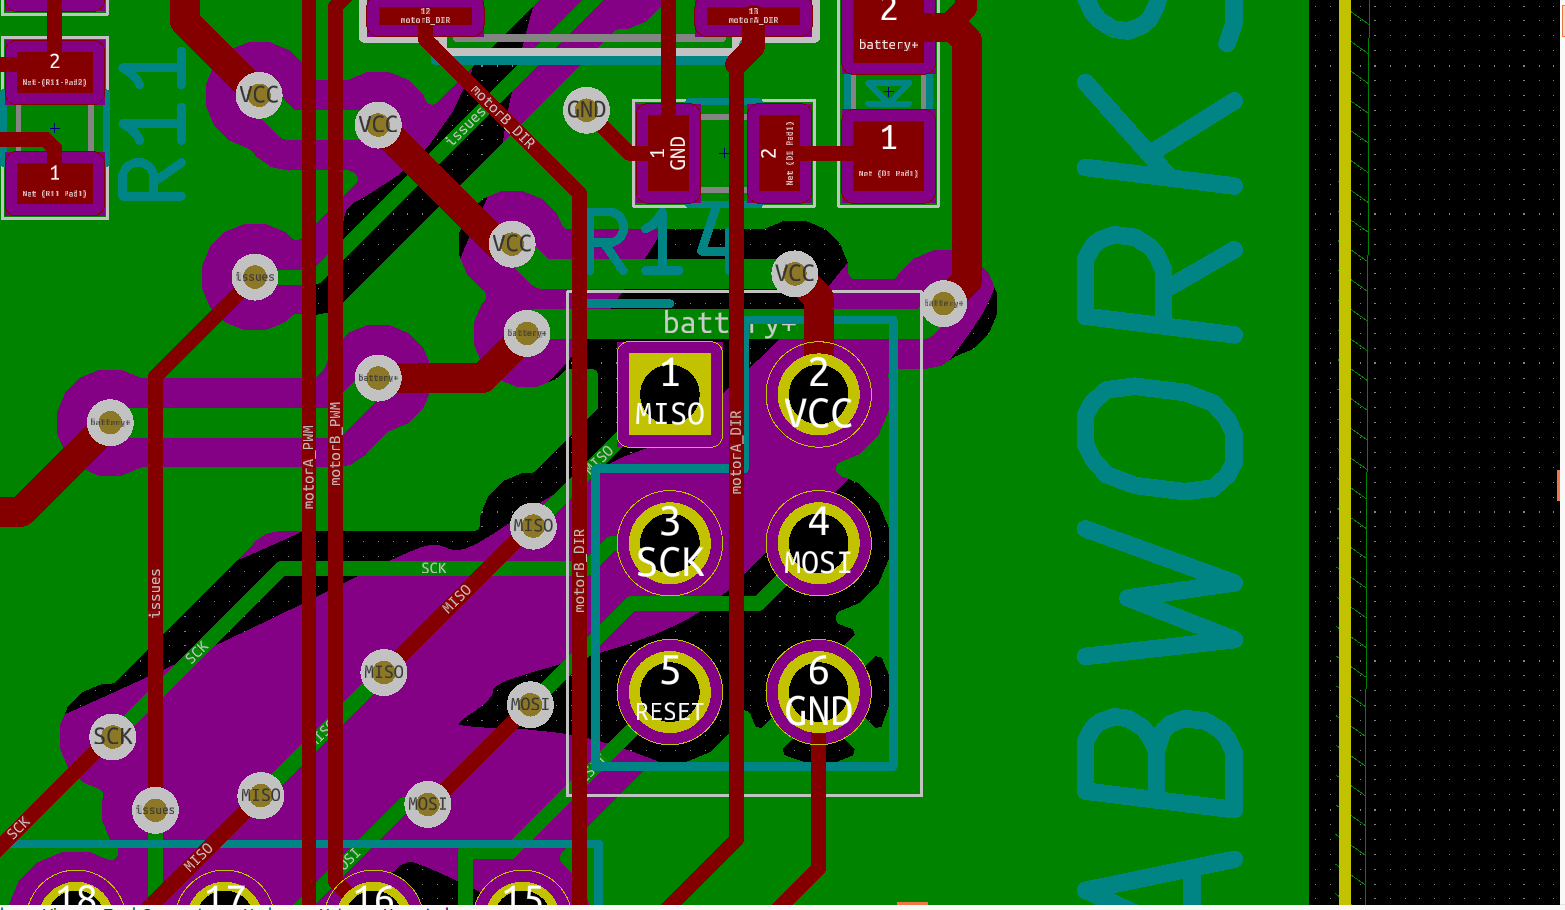 12
motorB_DIR
13
motorA_DIR
2
battery+
2
Net-(R11-Pad2)
R11
VCC
VCC
GND
motorB_DIR
issues
1
GND
2
Net (D1 Pad1)
1
Net (D1 Pad1)
1
Net (R11 Pad1)
R14
VCC
VCC
issues
battery+
battery+
battery+
battery+
battery+
1
MISO
2
VCC
motorA_PWM
motorB_PWM
motorA_DIR
MISO
MISO
3
SCK
4
MOSI
SCK
motorB_DIR
issues
MISO
SCK
MISO
MOSI
5
RESET
6
GND
SCK
MISO
MOSI
issues
SCK
MISO
18
17
16
15
ABWORKS